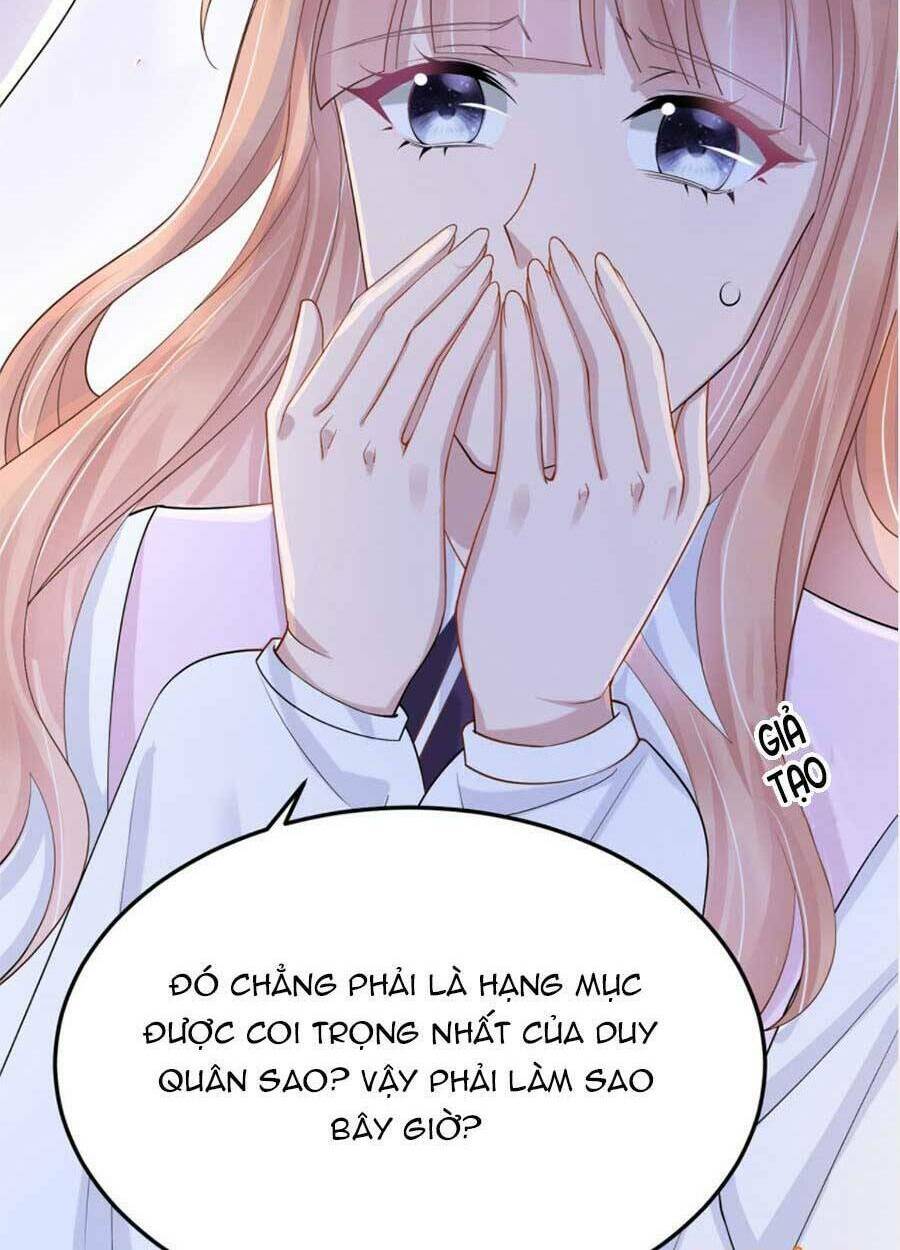 GIẢ
TẠO
ĐÓ CHẲNG PHẢI LÀ HẠNG MỤC
ĐƯỢC COI TRỌNG NHẤT CỦA DUY
QUÂN SAO? VẬY PHẢI LÀM SAO
BÂY GIỜ?